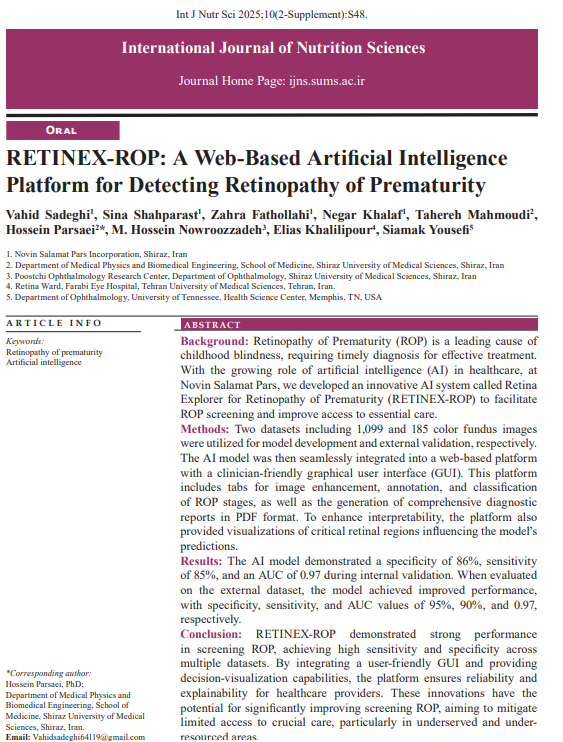 Int J Nutr Sci 2025;10(2-Supplement):S48.
International Journal of Nutrition Sciences
Journal Home Page: ijns.sums.ac.ir
Oral
RETINEX-ROP: A Web-Based Artificial Intelligence
Platform for Detecting Retinopathy of Prematurity
Vahid Sadeghi¹, Sina Shahparast¹, Zahra Fathollahi¹, Negar Khalaf¹, Tahereh Mahmoudi²,
Hossein Parsaei²*, M. Hossein Nowroozzadeh³, Elias Khalilipour⁴, Siamak Yousefi⁵
1. Novin Salamat Pars Incorporation, Shiraz, Iran
2. Department of Medical Physics and Biomedical Engineering, School of Medicine, Shiraz University of Medical Sciences, Shiraz, Iran
3. Poostchi Ophthalmology Research Center, Department of Ophthalmology, Shiraz University of Medical Sciences, Shiraz, Iran
4. Retina Ward, Farabi Eye Hospital, Tehran University of Medical Sciences, Tehran, Iran.
5. Department of Ophthalmology, University of Tennessee, Health Science Center, Memphis, TN, USA
ARTICLE INFO
Keywords:
Retinopathy of prematurity
Artificial intelligence
*Corresponding author:
Hossein Parsaei, PhD;
Department of Medical Physics and
Biomedical Engineering, School of
Medicine, Shiraz University of Medical
Sciences, Shiraz, Iran.
Email: Vahidsadeghi64119@gmail.com
ABSTRACT
Background: Retinopathy of Prematurity (ROP) is a leading cause of
childhood blindness, requiring timely diagnosis for effective treatment.
With the growing role of artificial intelligence (AI) in healthcare, at
Novin Salamat Pars, we developed an innovative AI system called Retina
Explorer for Retinopathy of Prematurity (RETINEX-ROP) to facilitate
ROP screening and improve access to essential care.
Methods: Two datasets including 1,099 and 185 color fundus images
were utilized for model development and external validation, respectively.
The AI model was then seamlessly integrated into a web-based platform
with a clinician-friendly graphical user interface (GUI). This platform
includes tabs for image enhancement, annotation, and classification
of ROP stages, as well as the generation of comprehensive diagnostic
reports in PDF format. To enhance interpretability, the platform also
provided visualizations of critical retinal regions influencing the model's
predictions.
Results: The AI model demonstrated a specificity of 86%, sensitivity
of 85%, and an AUC of 0.97 during internal validation. When evaluated
on the external dataset, the model achieved improved performance,
with specificity, sensitivity, and AUC values of 95%, 90%, and 0.97,
respectively.
Conclusion: RETINEX-ROP demonstrated strong performance
in screening ROP, achieving high sensitivity and specificity across
multiple datasets. By integrating a user-friendly GUI and providing
decision-visualization capabilities, the platform ensures reliability and
explainability for healthcare providers. These innovations have the
potential for significantly improving screening ROP, aiming to mitigate
limited access to crucial care, particularly in underserved and under-
resourced areas.